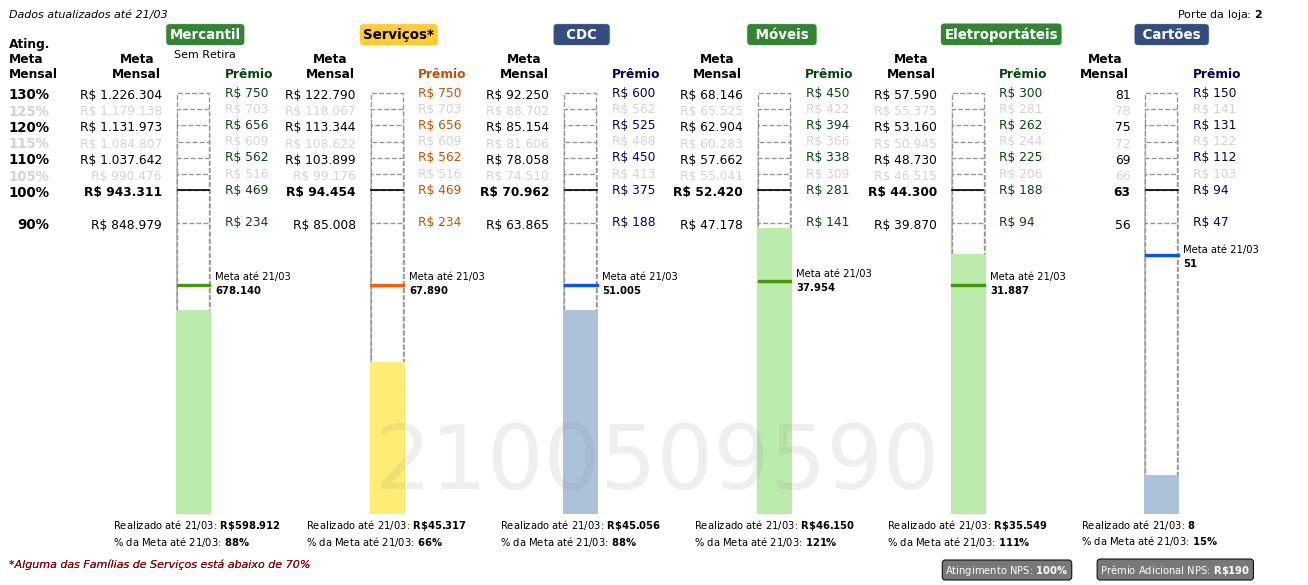 Dados atualizados até 21/03
Porte da loja: 2
Mercantil
Serviços*
CDC
Móveis
Eletroportáteis
Cartões
Sem Retira
Ating. Meta Mensal
Meta Mensal Prêmio Meta Mensal Prêmio Meta Mensal Prêmio Meta Mensal Prêmio Meta Mensal Prêmio Meta Mensal Prêmio
130% R$ 1.226.304 R$ 750 R$ 122.790 R$ 750 R$ 92.250 R$ 600 R$ 68.146 R$ 450 R$ 57.590 R$ 300 81 R$ 150
125% R$ 1.179.138 R$ 703 R$ 118.067 R$ 703 R$ 88.702 R$ 562 R$ 65.525 R$ 422 R$ 55.375 R$ 281 78 R$ 141
120% R$ 1.131.973 R$ 656 R$ 113.344 R$ 656 R$ 85.154 R$ 525 R$ 62.904 R$ 394 R$ 53.160 R$ 262 75 R$ 131
115% R$ 1.084.807 R$ 609 R$ 108.622 R$ 609 R$ 81.606 R$ 488 R$ 60.283 R$ 366 R$ 50.945 R$ 244 72 R$ 122
110% R$ 1.037.642 R$ 562 R$ 103.899 R$ 562 R$ 78.058 R$ 450 R$ 57.662 R$ 338 R$ 48.730 R$ 225 69 R$ 112
105% R$ 990.476 R$ 516 R$ 99.176 R$ 516 R$ 74.510 R$ 413 R$ 55.041 R$ 309 R$ 46.515 R$ 206 66 R$ 103
100% R$ 943.311 R$ 469 R$ 94.454 R$ 469 R$ 70.962 R$ 375 R$ 52.420 R$ 281 R$ 44.300 R$ 188 63 R$ 94
90% R$ 848.979 R$ 234 R$ 85.008 R$ 234 R$ 63.865 R$ 188 R$ 47.178 R$ 141 R$ 39.870 R$ 94 56 R$ 47
Meta até 21/03
678.140
Meta até 21/03
67.890
Meta até 21/03
51.005
Meta até 21/03
37.954
Meta até 21/03
31.887
Meta até 21/03
51
2100509590
Realizado até 21/03: R$598.912
% da Meta até 21/03: 88%
Realizado até 21/03: R$45.317
% da Meta até 21/03: 66%
Realizado até 21/03: R$45.056
% da Meta até 21/03: 88%
Realizado até 21/03: R$46.150
% da Meta até 21/03: 121%
Realizado até 21/03: R$35.549
% da Meta até 21/03: 111%
Realizado até 21/03: 8
% da Meta até 21/03: 15%
*Alguma das Famílias de Serviços está abaixo de 70%
Atingimento NPS: 100%
Prêmio Adicional NPS: R$190